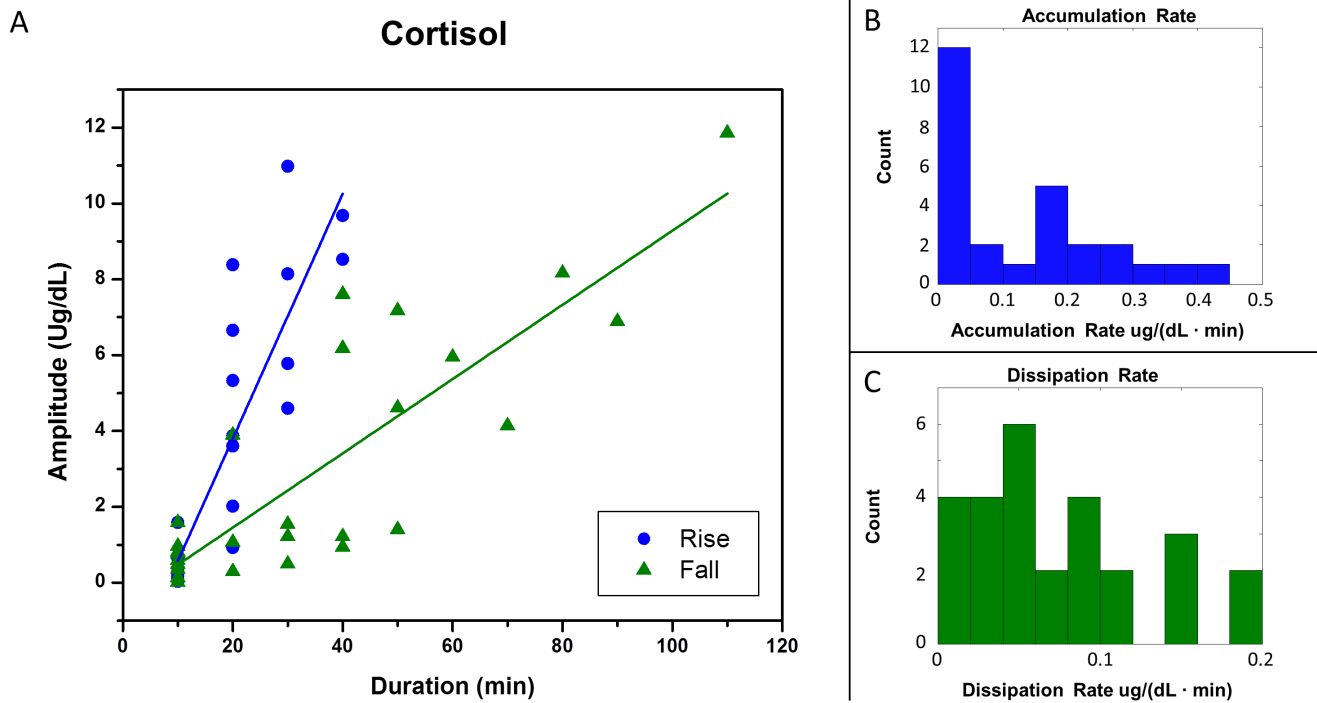 A
Cortisol
12
10
8
6
4
2
0
Amplitude (Ug/dL)
Rise
Fall
0
20
40
60
80
100
120
Duration (min)
B
Accumulation Rate
12
10
8
6
4
2
0
Count
0
0.1
0.2
0.3
0.4
0.5
Accumulation Rate ug/(dL · min)
C
Dissipation Rate
6
4
2
0
Count
0
0.1
0.2
Dissipation Rate ug/(dL · min)